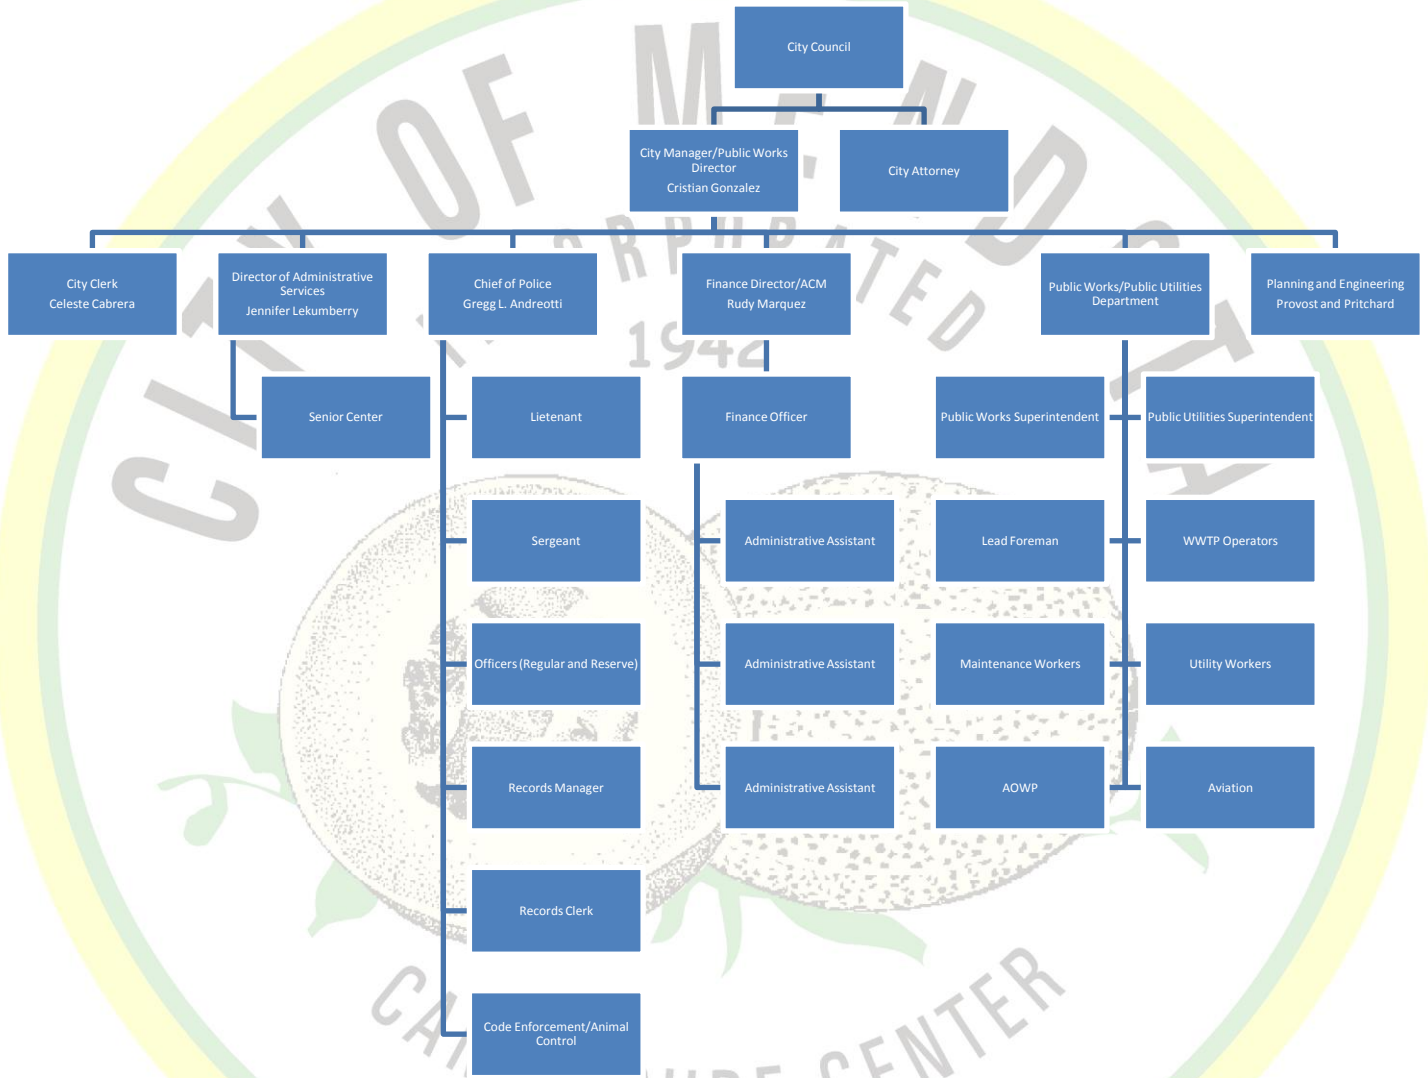 City Council
City Manager/Public Works
Director
Cristian Gonzalez
City Attorney
City Clerk
Celeste Cabrera
Director of Administrative
Services
Jennifer Lekumberry
Chief of Police
Gregg L. Andreotti
Finance Director/ACM
Rudy Marquez
Public Works/Public Utilities
Department
Planning and Engineering
Provost and Pritchard
Senior Center
Lietenant
Finance Officer
Public Works Superintendent
Public Utilities Superintendent
Sergeant
Administrative Assistant
Lead Foreman
WWTP Operators
Officers (Regular and Reserve)
Administrative Assistant
Maintenance Workers
Utility Workers
Records Manager
Administrative Assistant
AOWP
Aviation
Records Clerk
Code Enforcement/Animal
Control
CITY OF
1942
CENTER